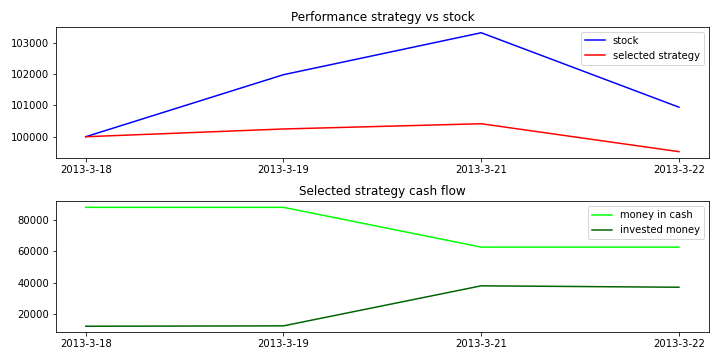 Performance strategy vs stock
103000
102000
101000
100000
stock
selected strategy
2013-3-18 2013-3-19 2013-3-21 2013-3-22
Selected strategy cash flow
80000
60000
40000
20000
money in cash
invested money
2013-3-18 2013-3-19 2013-3-21 2013-3-22